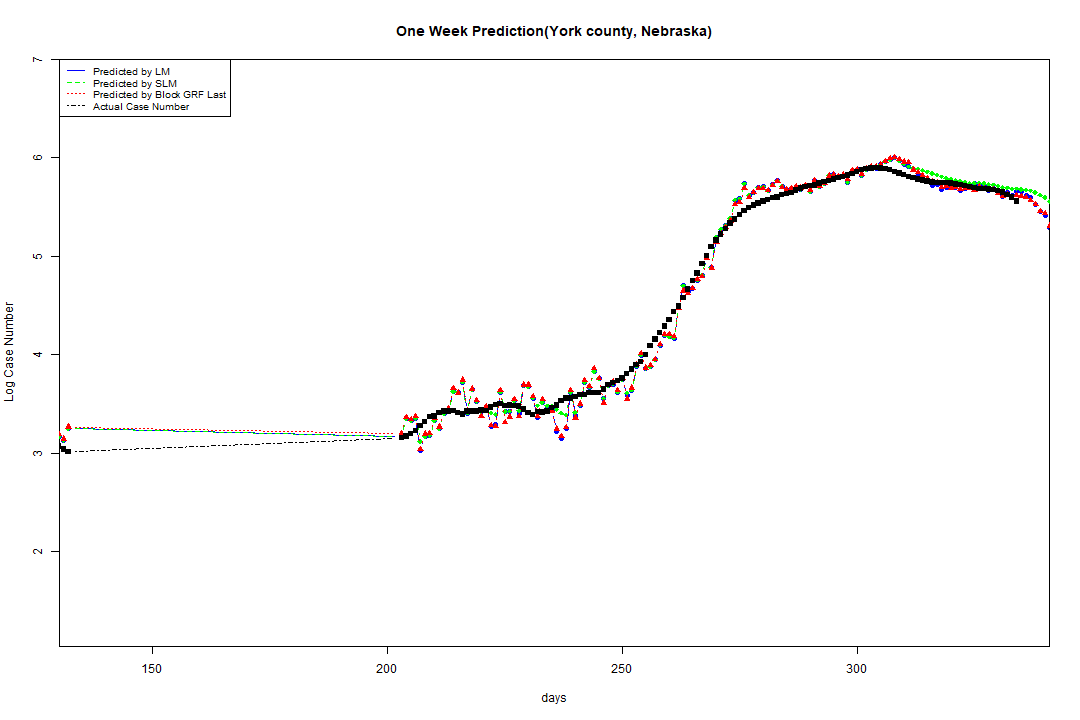 One Week Prediction(York county, Nebraska)
Predicted by LM
Predicted by SLM
Predicted by Block GRF Last
Actual Case Number
7
6
5
4
3
2
Log Case Number
150 200 250 300
days